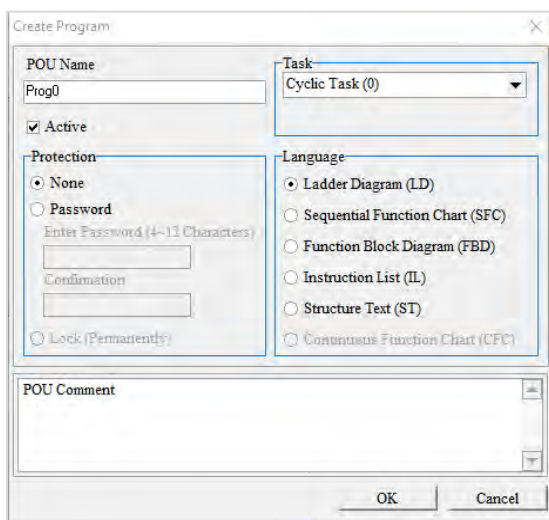 Create Program
POU Name
Prog0
Active
Task
Cyclic Task (0)
Protection
None
Password
Enter Password (4~12 Characters)
Confirmation
Lock (Permanently)
Language
Ladder Diagram (LD)
Sequential Function Chart (SFC)
Function Block Diagram (FBD)
Instruction List (IL)
Structure Text (ST)
Continuous Function Chart (CFC)
POU Comment
OK
Cancel